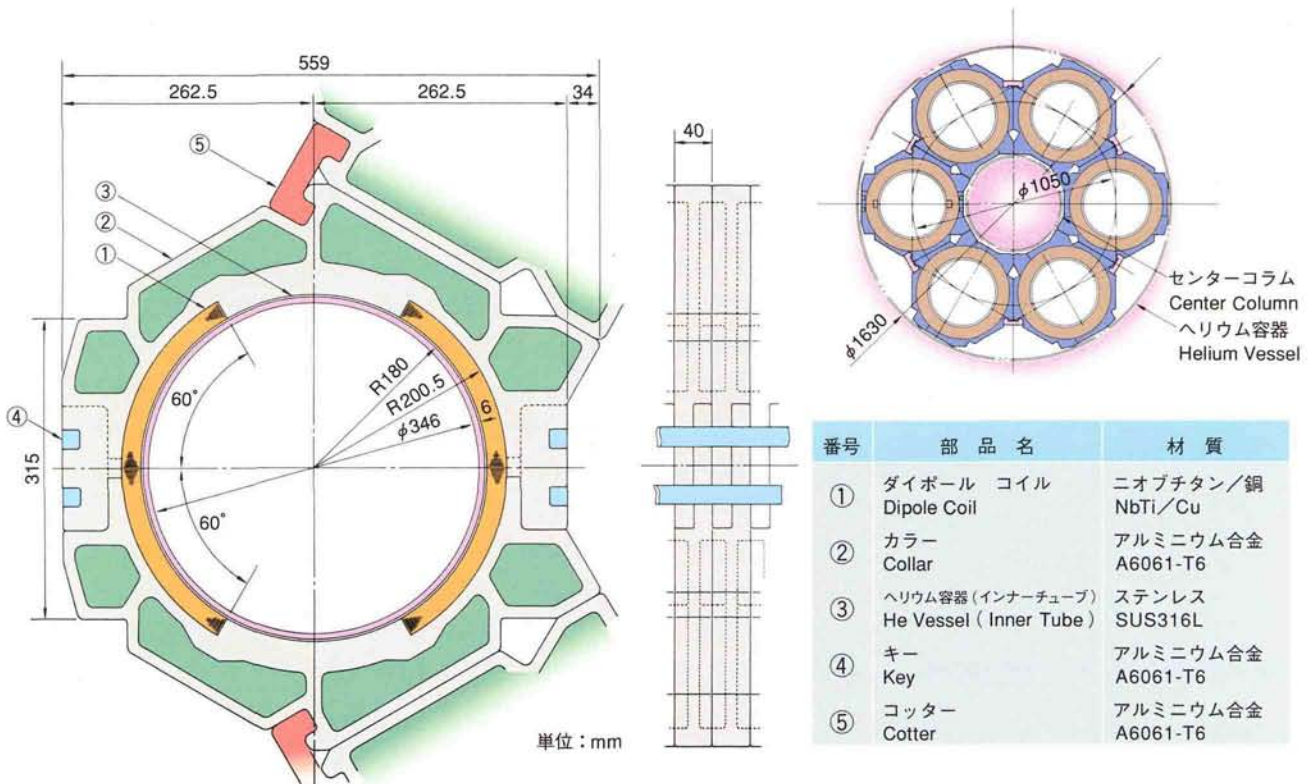 559
262.5
262.5
34
⑤
③
②
①
④
315
60°
60°
R180
R200.5
6
φ346
単位：mm
40
φ1050
φ1630
センターコラム
Center Column
ヘリウム容器
Helium Vessel
番号 部品名 材質
① ダイポール コイル ニオブチタン／銅
Dipole Coil NbTi／Cu
② カラー アルミニウム合金
Collar A6061-T6
③ ヘリウム容器（インナーチューブ） ステンレス
He Vessel ( Inner Tube ) SUS316L
④ キー アルミニウム合金
Key A6061-T6
⑤ コッター アルミニウム合金
Cotter A6061-T6